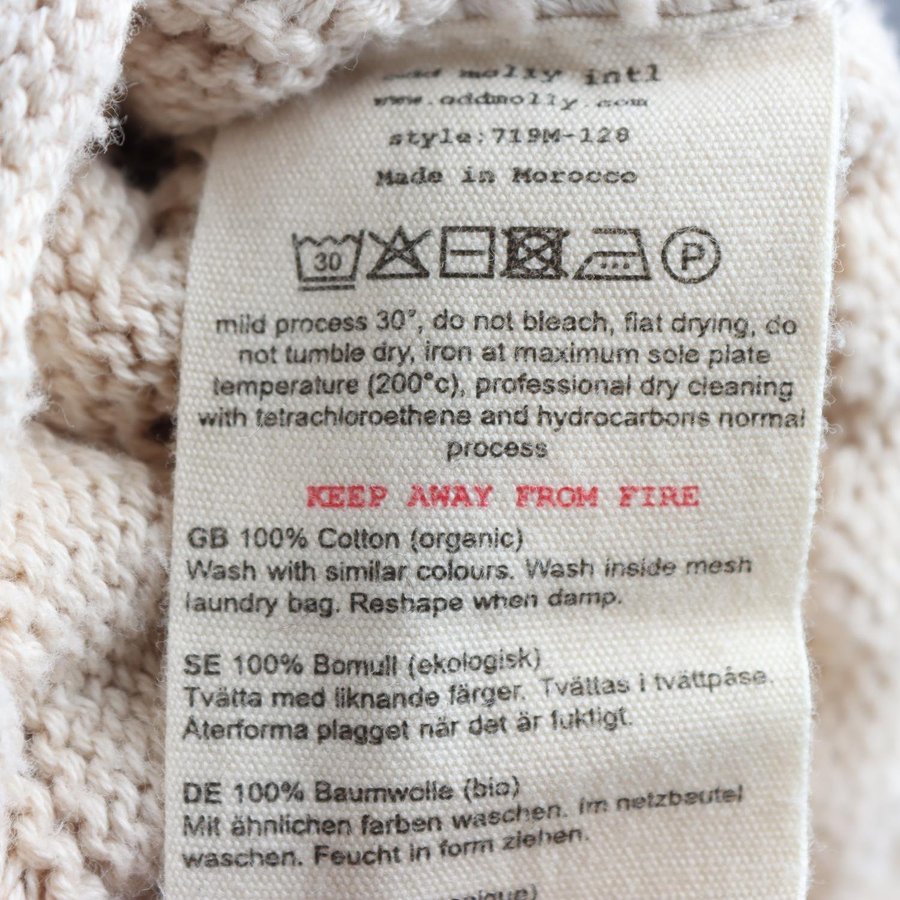 odd molly intl
www.oddmolly.com
style:719M-128
Made in Morocco
30 P
mild process 30°, do not bleach, flat drying, do
not tumble dry, iron at maximum sole plate
temperature (200°c), professional dry cleaning
with tetrachloroethene and hydrocarbons normal
process
KEEP AWAY FROM FIRE
GB 100% Cotton (organic)
Wash with similar colours. Wash inside mesh
laundry bag. Reshape when damp.
SE 100% Bomull (ekologisk)
Tvätta med liknande färger. Tvättas i tvättpåse.
Återforma plagget när det är fuktigt.
DE 100% Baumwolle (bio)
Mit ähnlichen farben waschen. Im netzbeutel
waschen. Feucht in form ziehen.